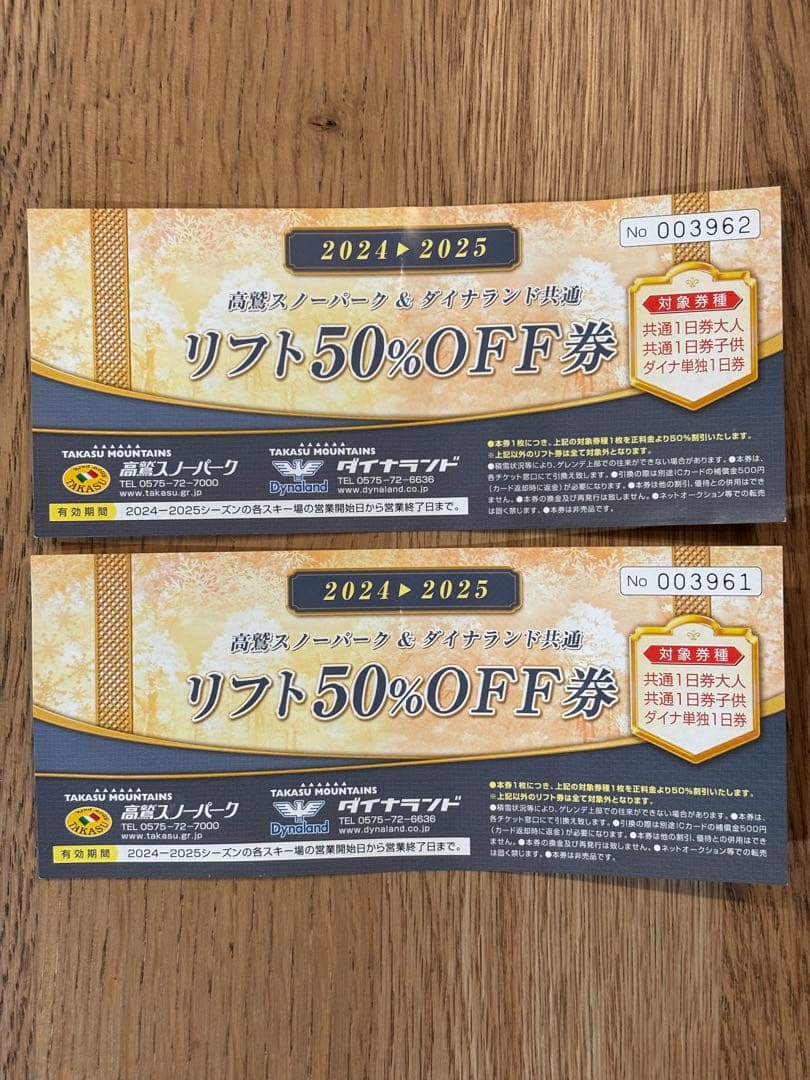 2024▶2025
No 003962
高鷲スノーパーク & ダイナランド共通
リフト50%OFF券
対象券種
共通1日券大人
共通1日券子供
ダイナ単独1日券
TAKASU MOUNTAINS
TAKASU
高鷲スノーパーク
TEL 0575-72-7000
www.takasu.gr.jp
TAKASU MOUNTAINS
Dynaland
ダイナランド
TEL 0575-72-6636
www.dynaland.co.jp
有効期間 2024ー2025シーズンの各スキー場の営業開始日から営業終了日まで。
●本券1枚につき、上記の対象券種1枚を正料金より50%割引いたします。
※上記以外のリフト券は全て対象外となります。
●積雪状況等により、ゲレンデ上部での往来ができない場合があります。●本券は、
各チケット窓口にて引換え致します。●引換の際は別途ICカードの補償金500円
(カード返却時に返金)が必要になります。●本券は他の割引、優待との併用はでき
ません。●本券の換金及び再発行は致しません。●ネットオークション等での転売
は固く禁じます。●本券は非売品です。
2024▶2025
No 003961
高鷲スノーパーク & ダイナランド共通
リフト50%OFF券
対象券種
共通1日券大人
共通1日券子供
ダイナ単独1日券
TAKASU MOUNTAINS
TAKASU
高鷲スノーパーク
TEL 0575-72-7000
www.takasu.gr.jp
TAKASU MOUNTAINS
Dynaland
ダイナランド
TEL 0575-72-6636
www.dynaland.co.jp
有効期間 2024ー2025シーズンの各スキー場の営業開始日から営業終了日まで。
●本券1枚につき、上記の対象券種1枚を正料金より50%割引いたします。
※上記以外のリフト券は全て対象外となります。
●積雪状況等により、ゲレンデ上部での往来ができない場合があります。●本券は、
各チケット窓口にて引換え致します。●引換の際は別途ICカードの補償金500円
(カード返却時に返金)が必要になります。●本券は他の割引、優待との併用はでき
ません。●本券の換金及び再発行は致しません。●ネットオークション等での転売
は固く禁じます。●本券は非売品です。